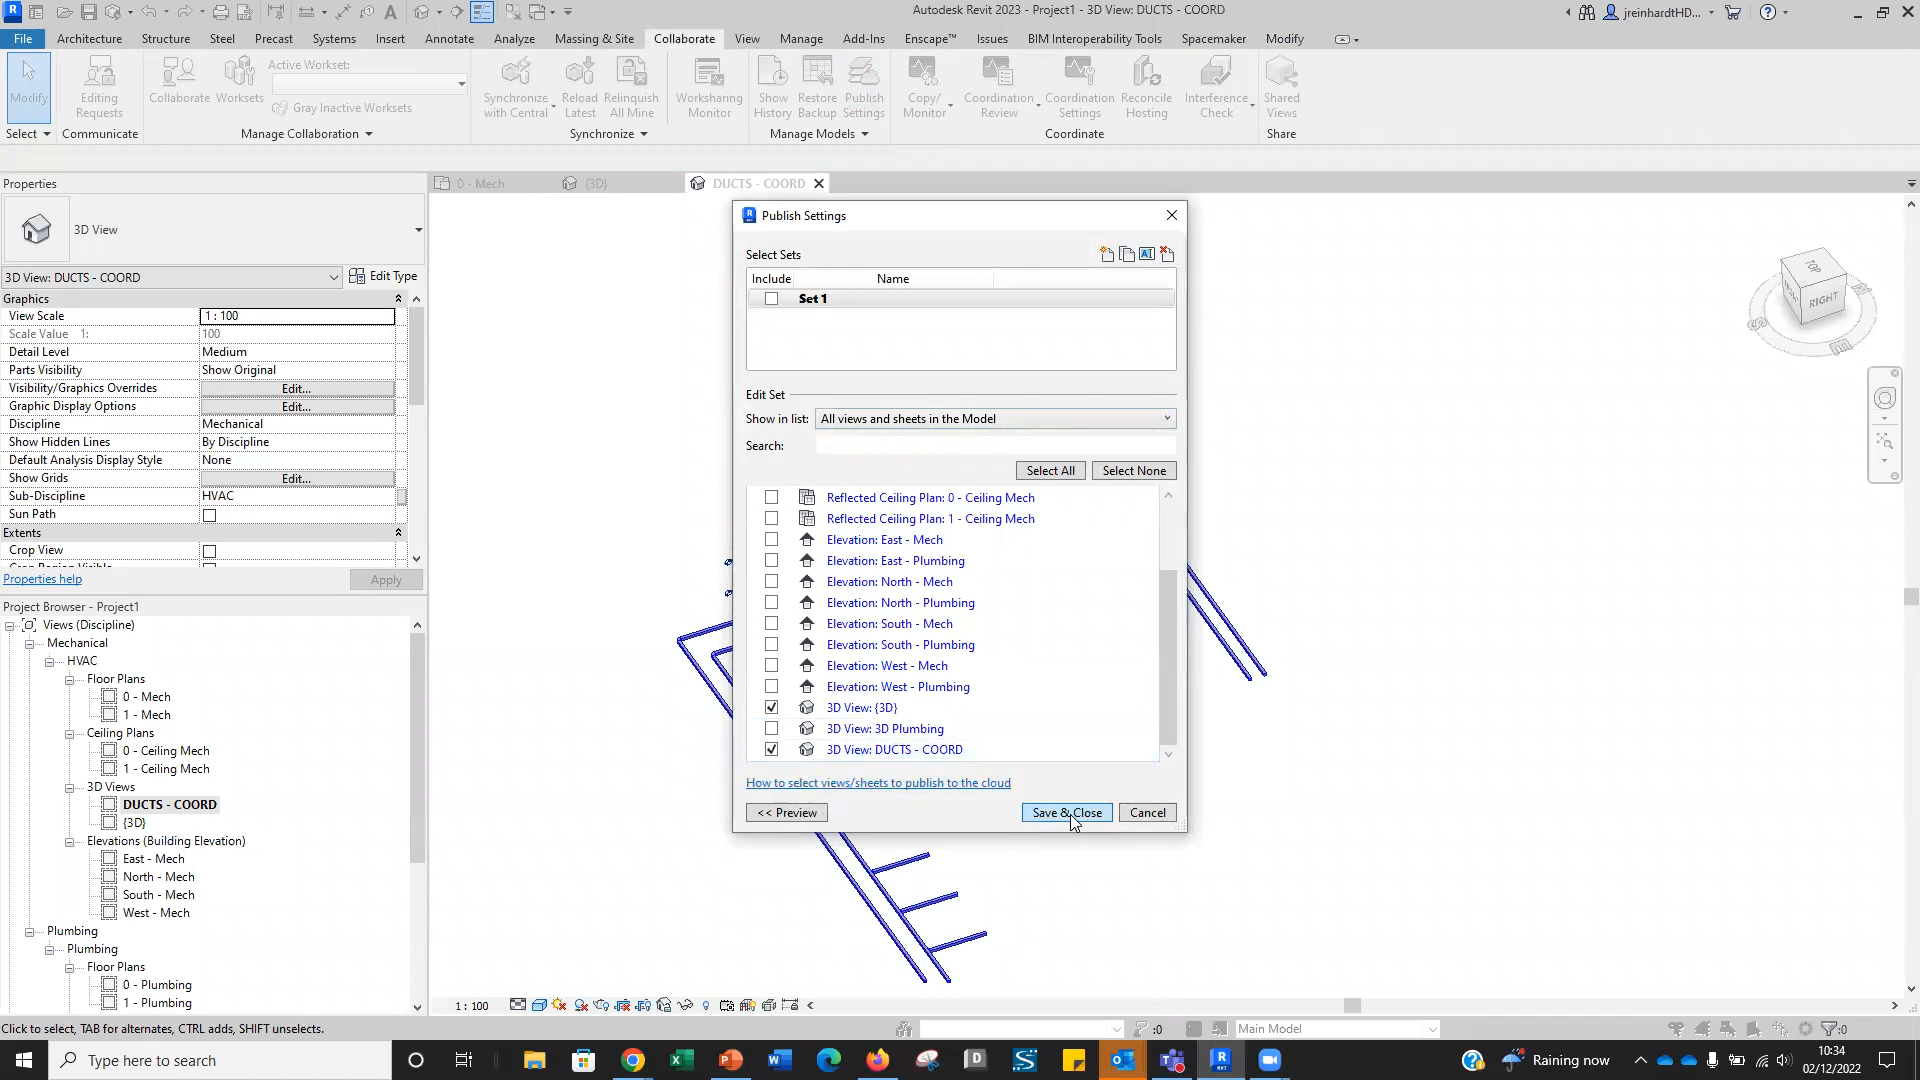 Autodesk Revit 2023 - Project1 - 3D View: DUCTS - COORD
jreinhardtHD...
File Architecture Structure Steel Precast Systems Insert Annotate Analyze Massing & Site Collaborate View Manage Add-Ins Enscape™ Issues BIM Interoperability Tools Spacemaker Modify
Modify
Editing Requests
Collaborate
Worksets
Active Workset:
Gray Inactive Worksets
Synchronize with Central
Reload Latest
Relinquish All Mine
Worksharing Monitor
Show History
Restore Backup
Publish Settings
Copy/ Monitor
Coordination Review
Coordination Settings
Reconcile Hosting
Interference Check
Shared Views
Select Communicate Manage Collaboration Synchronize Manage Models Coordinate Share
Properties
0 - Mech {3D} DUCTS - COORD
3D View
3D View: DUCTS - COORD Edit Type
Graphics
View Scale 1 : 100
Scale Value 1: 100
Detail Level Medium
Parts Visibility Show Original
Visibility/Graphics Overrides Edit...
Graphic Display Options Edit...
Discipline Mechanical
Show Hidden Lines By Discipline
Default Analysis Display Style None
Show Grids Edit...
Sub-Discipline HVAC
Sun Path
Extents
Crop View
Properties help Apply
Project Browser - Project1
Views (Discipline)
Mechanical
HVAC
Floor Plans
0 - Mech
1 - Mech
Ceiling Plans
0 - Ceiling Mech
1 - Ceiling Mech
3D Views
DUCTS - COORD
{3D}
Elevations (Building Elevation)
East - Mech
North - Mech
South - Mech
West - Mech
Plumbing
Plumbing
Floor Plans
0 - Plumbing
1 - Plumbing
Publish Settings
Select Sets
Include Name
Set 1
Edit Set
Show in list: All views and sheets in the Model
Search:
Select All Select None
Reflected Ceiling Plan: 0 - Ceiling Mech
Reflected Ceiling Plan: 1 - Ceiling Mech
Elevation: East - Mech
Elevation: East - Plumbing
Elevation: North - Mech
Elevation: North - Plumbing
Elevation: South - Mech
Elevation: South - Plumbing
Elevation: West - Mech
Elevation: West - Plumbing
3D View: {3D}
3D View: 3D Plumbing
3D View: DUCTS - COORD
How to select views/sheets to publish to the cloud
<< Preview Save & Close Cancel
TOP
RIGHT
1 : 100
Click to select, TAB for alternates, CTRL adds, SHIFT unselects.
:0 Main Model :0
Type here to search
Raining now
10:34
02/12/2022